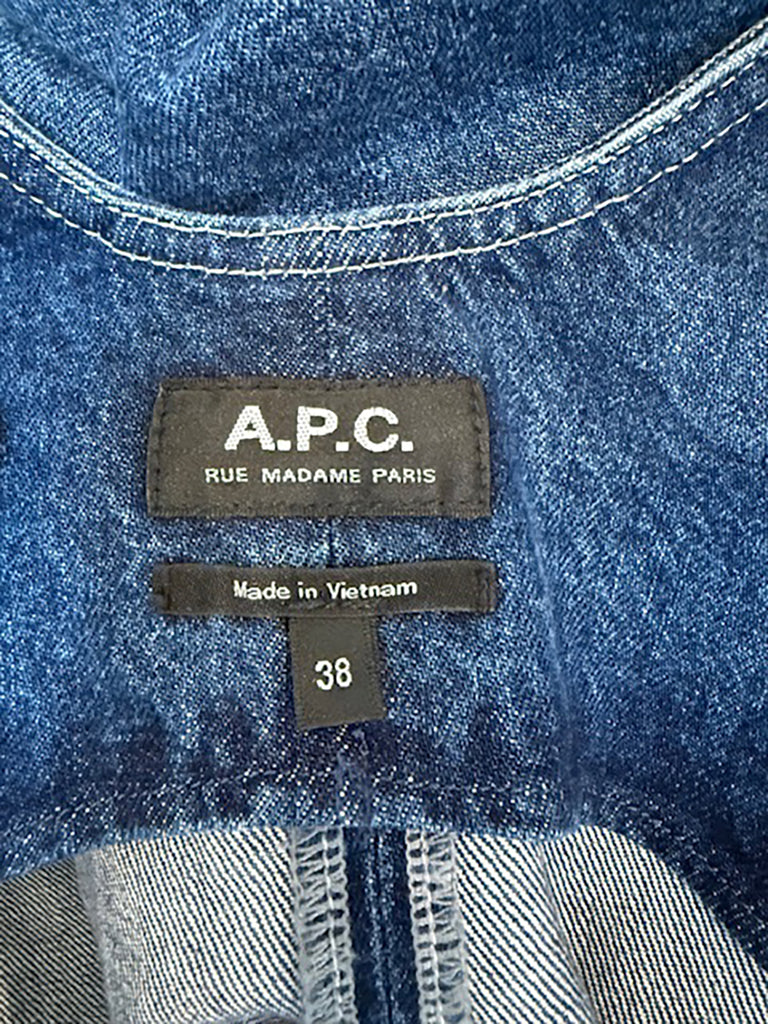 A.P.C.
RUE MADAME PARIS
Made in Vietnam
38